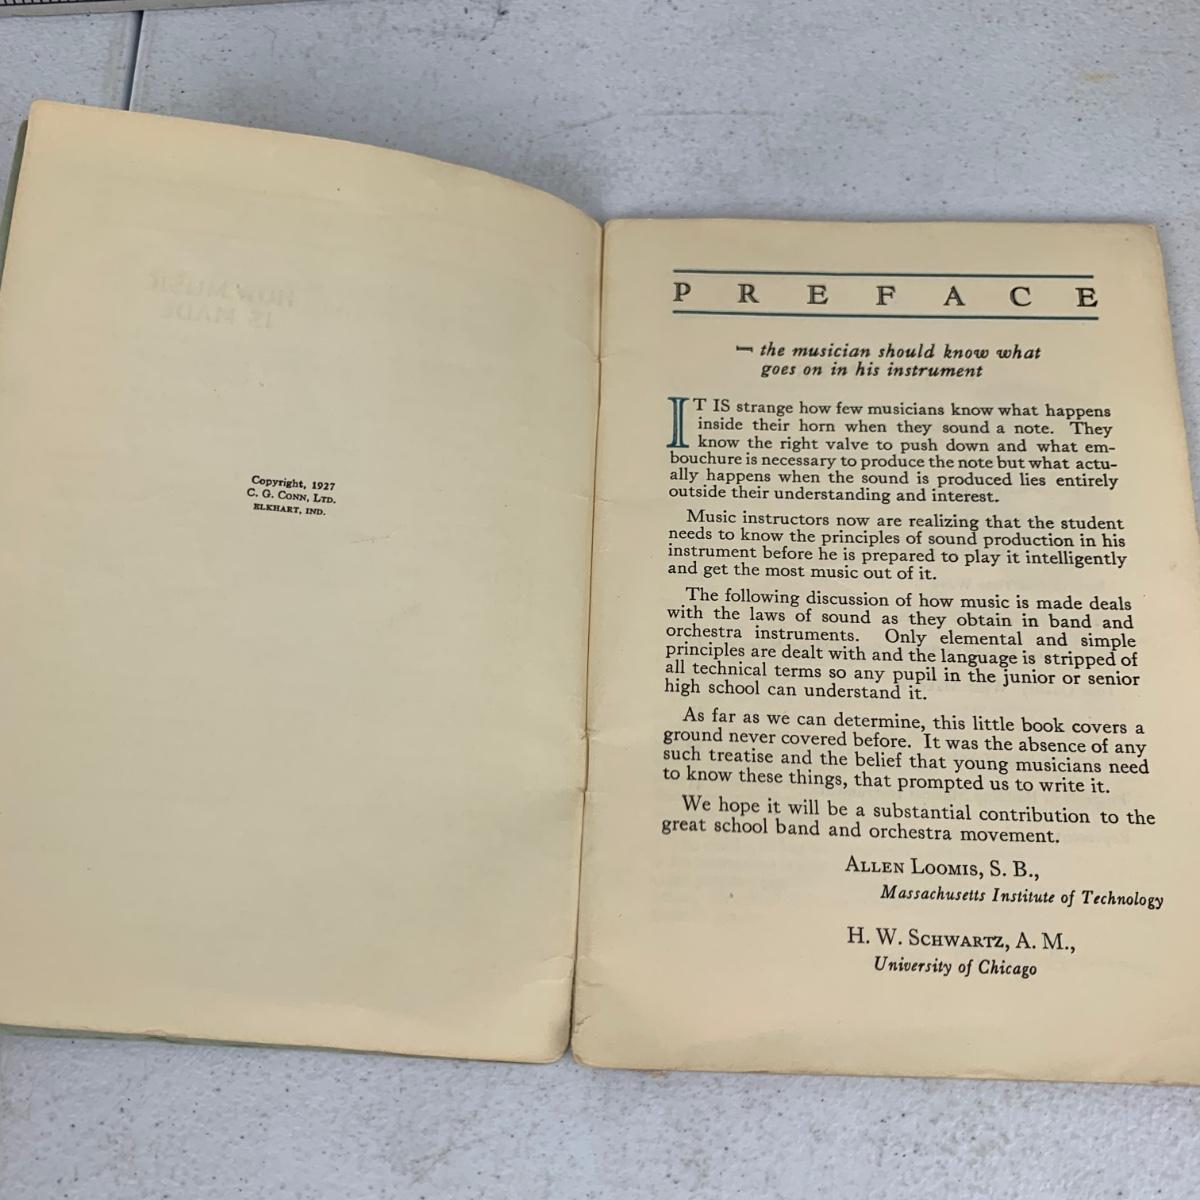 HOW MUSIC
IS MADE
Copyright, 1927
C. G. CONN, LTD.
ELKHART, IND.
PREFACE
— the musician should know what
goes on in his instrument
IT IS strange how few musicians know what happens
inside their horn when they sound a note. They
know the right valve to push down and what em-
bouchure is necessary to produce the note but what actu-
ally happens when the sound is produced lies entirely
outside their understanding and interest.
Music instructors now are realizing that the student
needs to know the principles of sound production in his
instrument before he is prepared to play it intelligently
and get the most music out of it.
The following discussion of how music is made deals
with the laws of sound as they obtain in band and
orchestra instruments. Only elemental and simple
principles are dealt with and the language is stripped of
all technical terms so any pupil in the junior or senior
high school can understand it.
As far as we can determine, this little book covers a
ground never covered before. It was the absence of any
such treatise and the belief that young musicians need
to know these things, that prompted us to write it.
We hope it will be a substantial contribution to the
great school band and orchestra movement.
ALLEN LOOMIS, S. B.,
Massachusetts Institute of Technology
H. W. SCHWARTZ, A. M.,
University of Chicago